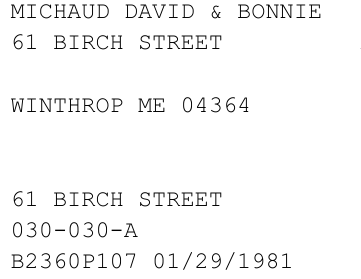 MICHAUD DAVID & BONNIE
61 BIRCH STREET
WINTHROP ME 04364
61 BIRCH STREET
030-030-A
B2360P107 01/29/1981